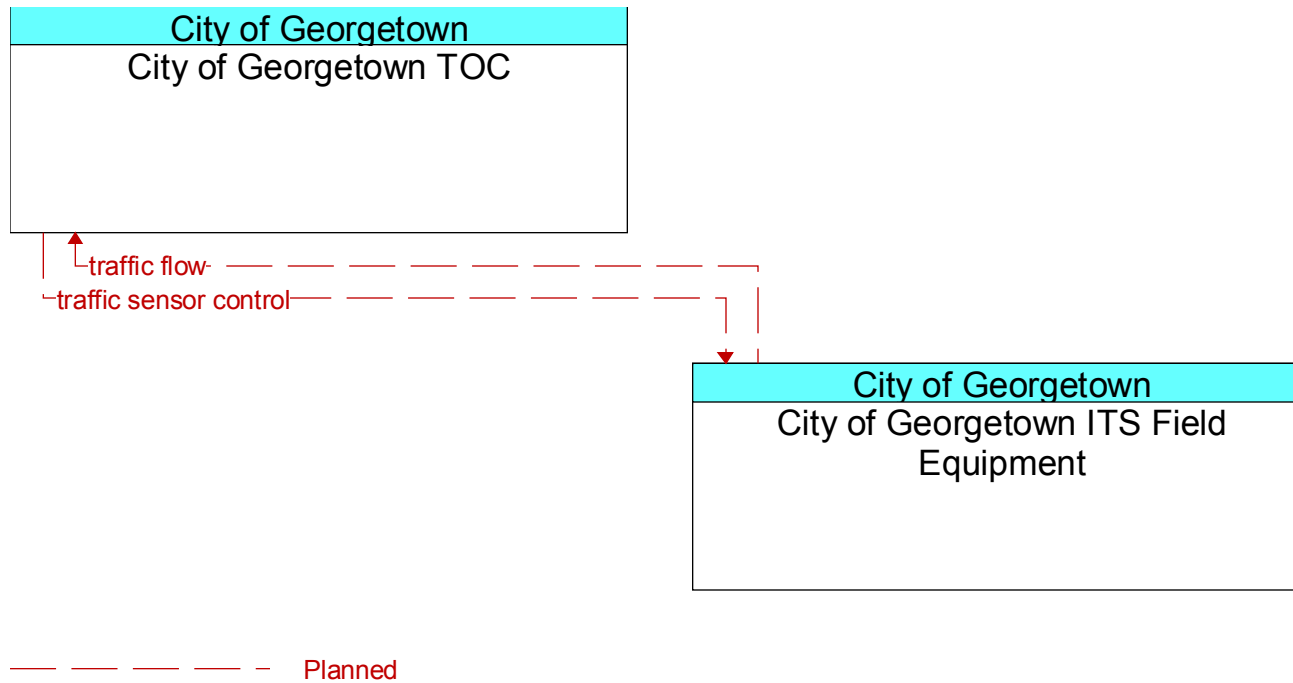 City of Georgetown
City of Georgetown TOC
traffic flow
traffic sensor control
City of Georgetown
City of Georgetown ITS Field
Equipment
Planned